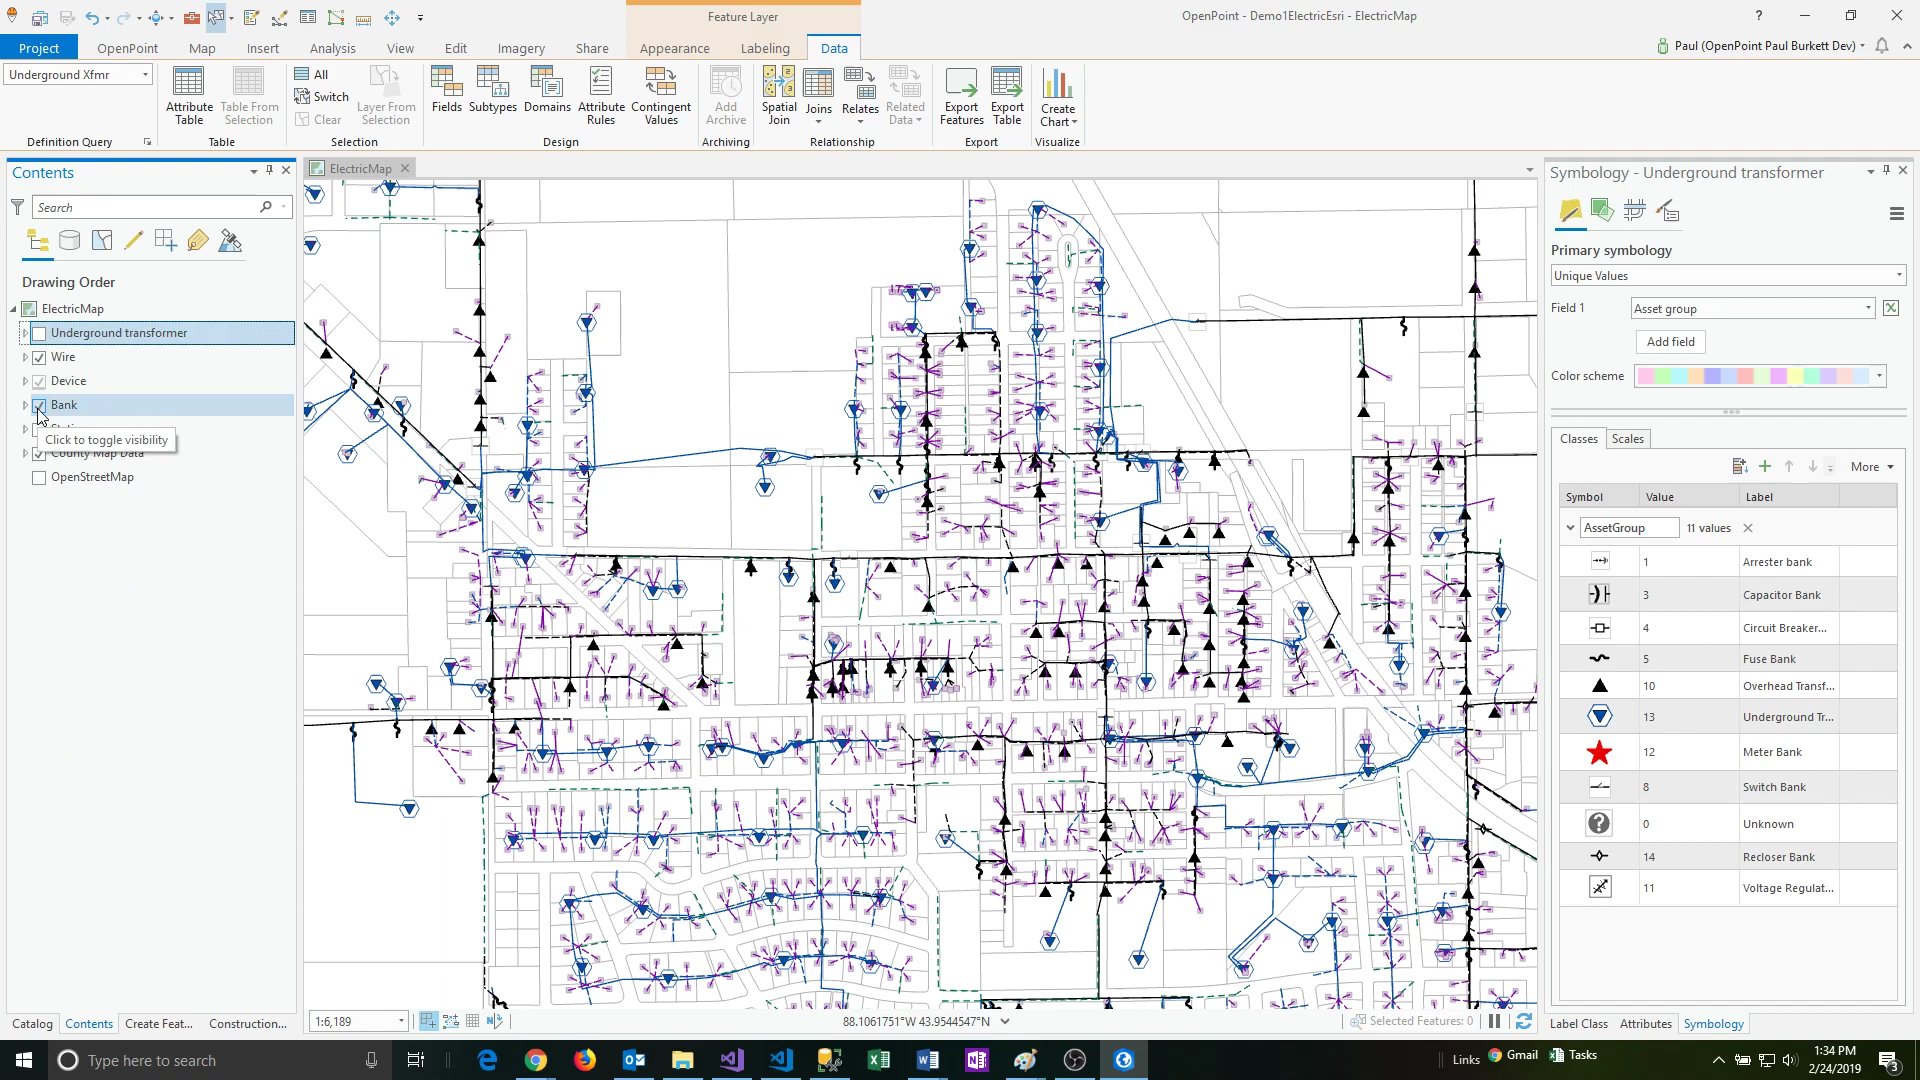 Feature Layer
OpenPoint - Demo1ElectricEsri - ElectricMap
?
Project
OpenPoint
Map
Insert
Analysis
View
Edit
Imagery
Share
Appearance
Labeling
Data
Paul (OpenPoint Paul Burkett Dev)
Underground Xfmr
Definition Query
Attribute Table
Table From Selection
Table
All
Switch
Clear
Layer From Selection
Selection
Fields
Subtypes
Domains
Attribute Rules
Contingent Values
Design
Add Archive
Archiving
Spatial Join
Joins
Relates
Related Data
Relationship
Export Features
Export Table
Export
Create Chart
Visualize
Contents
Search
Drawing Order
ElectricMap
Underground transformer
Wire
Device
Bank
Click to toggle visibility
County Map Data
OpenStreetMap
ElectricMap
Symbology - Underground transformer
Primary symbology
Unique Values
Field 1
Asset group
Add field
Color scheme
Classes
Scales
More
Symbol
Value
Label
AssetGroup
11 values
1
Arrester bank
3
Capacitor Bank
4
Circuit Breaker...
5
Fuse Bank
10
Overhead Transf...
13
Underground Tr...
12
Meter Bank
8
Switch Bank
?
0
Unknown
14
Recloser Bank
11
Voltage Regulat...
Catalog
Contents
Create Feat...
Construction...
1:6,189
88.1061751°W 43.9544547°N
Selected Features: 0
Label Class
Attributes
Symbology
Type here to search
Links
Gmail
Tasks
1:34 PM
2/24/2019
3